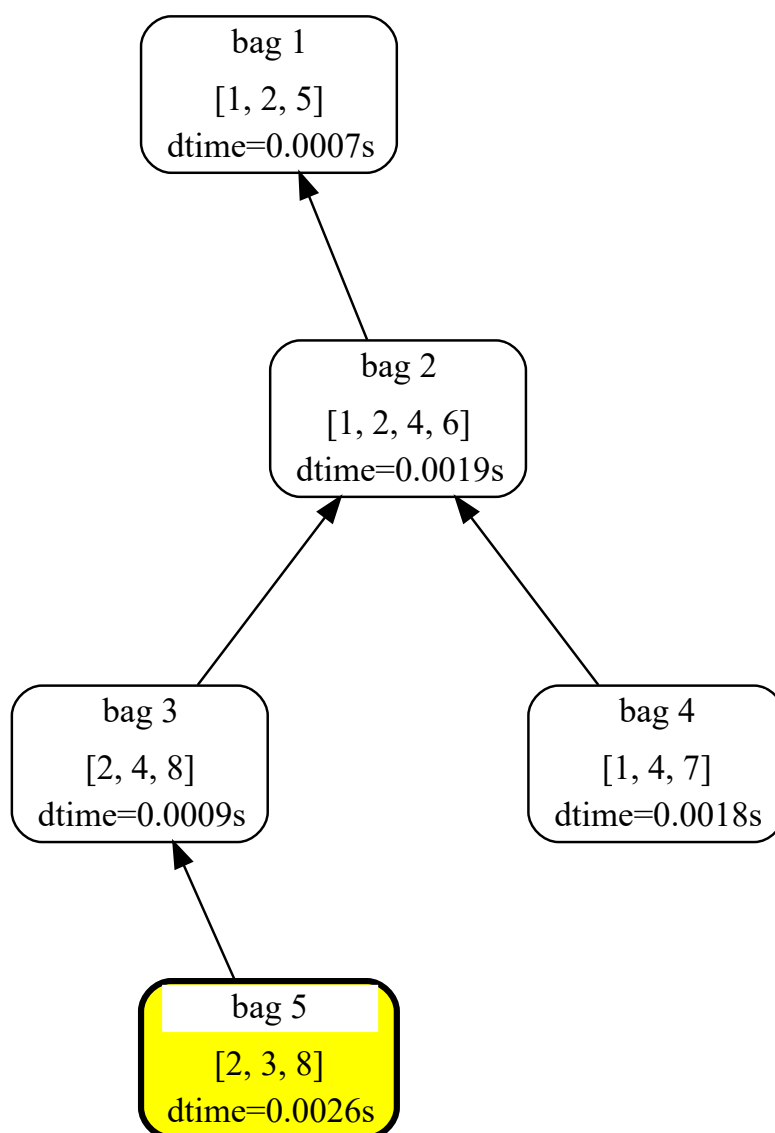 bag 1
[1, 2, 5]
dtime=0.0007s
bag 2
[1, 2, 4, 6]
dtime=0.0019s
bag 3
[2, 4, 8]
dtime=0.0009s
bag 4
[1, 4, 7]
dtime=0.0018s
bag 5
[2, 3, 8]
dtime=0.0026s